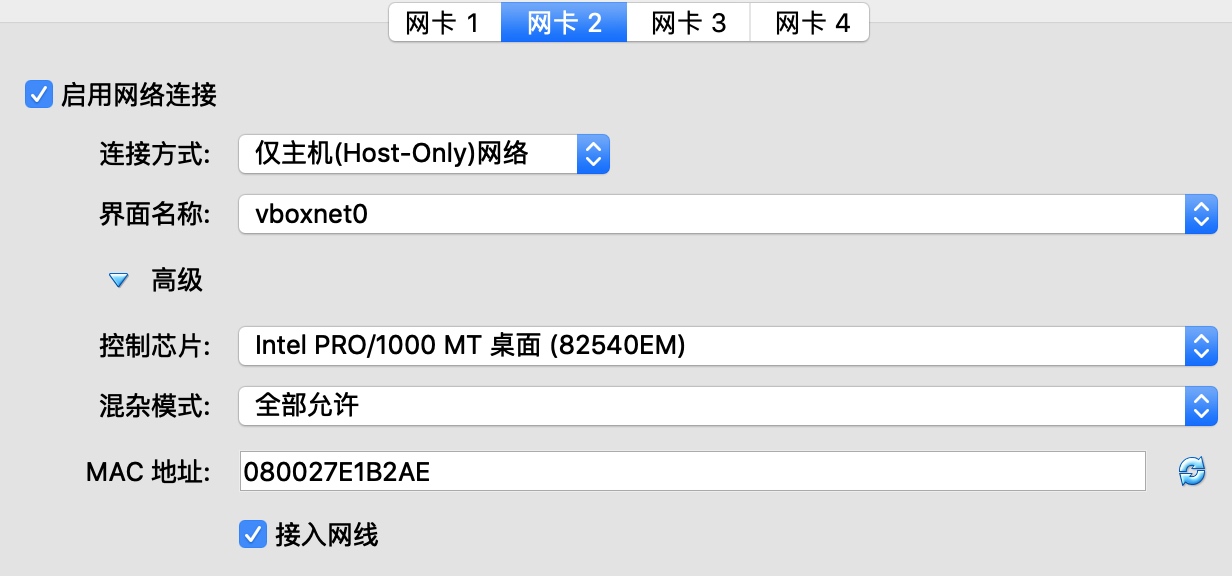 网卡 1 网卡 2 网卡 3 网卡 4
启用网络连接
连接方式: 仅主机(Host-Only)网络
界面名称: vboxnet0
高级
控制芯片: Intel PRO/1000 MT 桌面 (82540EM)
混杂模式: 全部允许
MAC 地址: 080027E1B2AE
接入网线